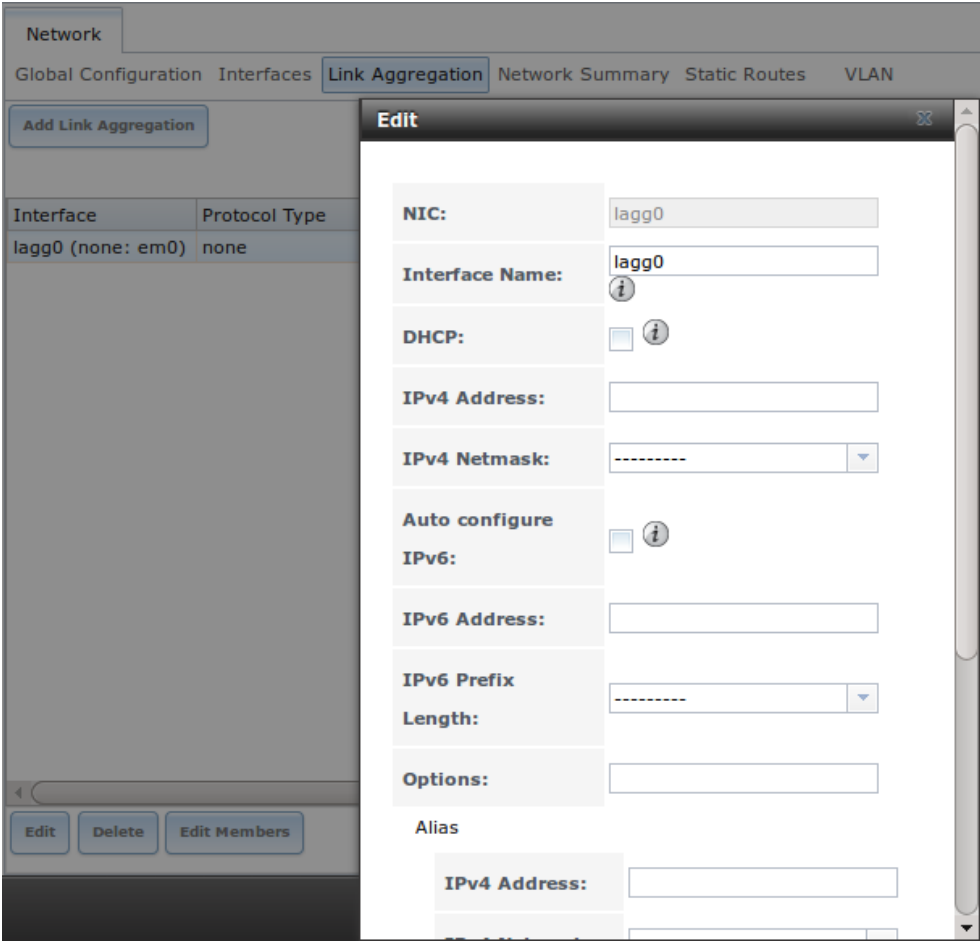 Network
Global Configuration Interfaces Link Aggregation Network Summary Static Routes VLAN
Add Link Aggregation
Interface Protocol Type
lagg0 (none: em0) none
Edit Delete Edit Members
Edit
NIC: lagg0
Interface Name: lagg0
DHCP:
IPv4 Address:
IPv4 Netmask: ---------
Auto configure
IPv6:
IPv6 Address:
IPv6 Prefix
Length: ---------
Options:
Alias
IPv4 Address: